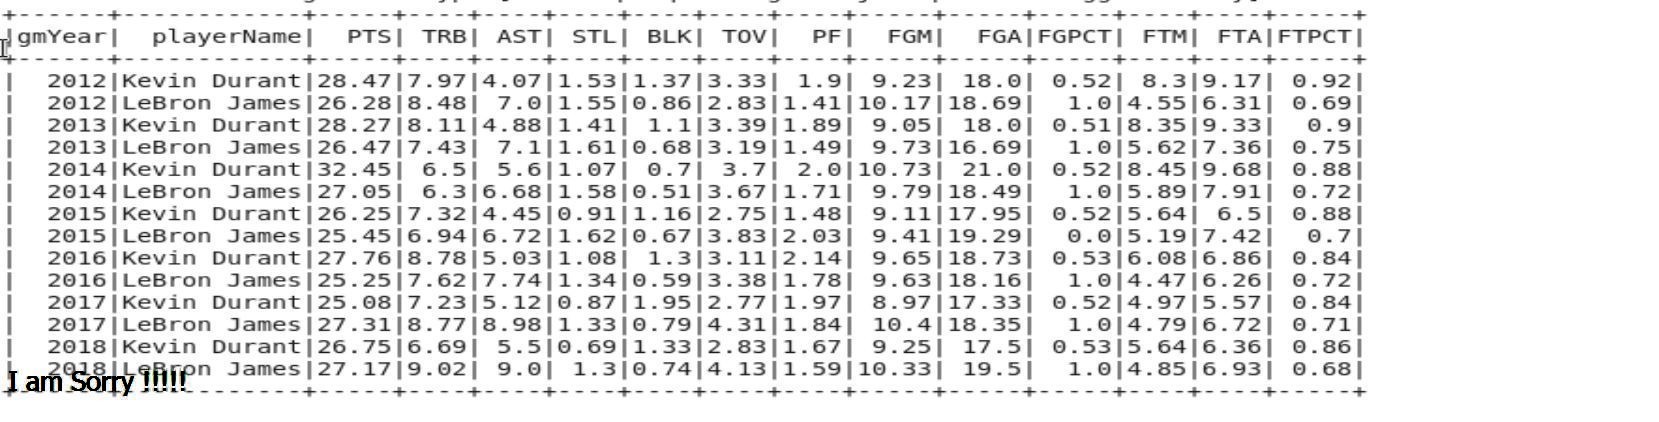 +------+------------+-----+----+----+----+----+----+----+-----+-----+-----+----+----+-----+
|gmYear|  playerName|  PTS| TRB| AST| STL| BLK| TOV|  PF|  FGM|  FGA|FGPCT| FTM| FTA|FTPCT|
+------+------------+-----+----+----+----+----+----+----+-----+-----+-----+----+----+-----+
|  2012|Kevin Durant|28.47|7.97|4.07|1.53|1.37|3.33| 1.9| 9.23| 18.0| 0.52| 8.3|9.17| 0.92|
|  2012|LeBron James|26.28|8.48| 7.0|1.55|0.86|2.83|1.41|10.17|18.69|  1.0|4.55|6.31| 0.69|
|  2013|Kevin Durant|28.27|8.11|4.88|1.41| 1.1|3.39|1.89| 9.05| 18.0| 0.51|8.35|9.33|  0.9|
|  2013|LeBron James|26.47|7.43| 7.1|1.61|0.68|3.19|1.49| 9.73|16.69|  1.0|5.62|7.36| 0.75|
|  2014|Kevin Durant|32.45| 6.5| 5.6|1.07| 0.7| 3.7| 2.0|10.73| 21.0| 0.52|8.45|9.68| 0.88|
|  2014|LeBron James|27.05| 6.3|6.68|1.58|0.51|3.67|1.71| 9.79|18.49|  1.0|5.89|7.91| 0.72|
|  2015|Kevin Durant|26.25|7.32|4.45|0.91|1.16|2.75|1.48| 9.11|17.95| 0.52|5.64| 6.5| 0.88|
|  2015|LeBron James|25.45|6.94|6.72|1.62|0.67|3.83|2.03| 9.41|19.29|  0.0|5.19|7.42|  0.7|
|  2016|Kevin Durant|27.76|8.78|5.03|1.08| 1.3|3.11|2.14| 9.65|18.73| 0.53|6.08|6.86| 0.84|
|  2016|LeBron James|25.25|7.62|7.74|1.34|0.59|3.38|1.78| 9.63|18.16|  1.0|4.47|6.26| 0.72|
|  2017|Kevin Durant|25.08|7.23|5.12|0.87|1.95|2.77|1.97| 8.97|17.33| 0.52|4.97|5.57| 0.84|
|  2017|LeBron James|27.31|8.77|8.98|1.33|0.79|4.31|1.84| 10.4|18.35|  1.0|4.79|6.72| 0.71|
|  2018|Kevin Durant|26.75|6.69| 5.5|0.69|1.33|2.83|1.67| 9.25| 17.5| 0.53|5.64|6.36| 0.86|
|  2018|LeBron James|27.17|9.02| 9.0| 1.3|0.74|4.13|1.59|10.33| 19.5|  1.0|4.85|6.93| 0.68|
I am Sorry !!!!!
+------+------------+-----+----+----+----+----+----+----+-----+-----+-----+----+----+-----+